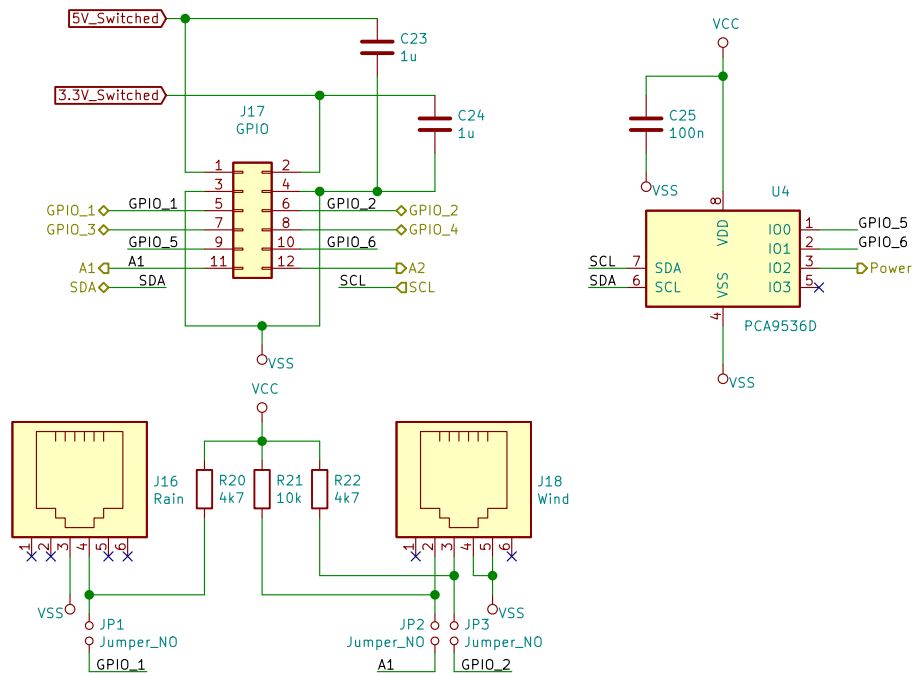 5V_Switched
C23
1u
3.3V_Switched
C24
1u
J17
GPIO
1 2
3 4
GPIO_1 GPIO_1 5 6 GPIO_2 GPIO_2
GPIO_3 7 8 GPIO_4
GPIO_5 9 10 GPIO_6
A1 A1 11 12 A2
SDA SDA SCL SCL
VSS
VCC
C25
100n
VSS
U4
8
VDD
IO0 1 GPIO_5
IO1 2 GPIO_6
SCL 7 SDA IO2 3 Power
SDA 6 SCL IO3 5
VSS
4
PCA9536D
VSS
VCC
J16
Rain
R20
4k7
R21
10k
R22
4k7
J18
Wind
1 2 3 4 5 6
1 2 3 4 5 6
VSS
JP1
Jumper_NO
GPIO_1
JP2
Jumper_NO
A1
JP3
Jumper_NO
GPIO_2
VSS